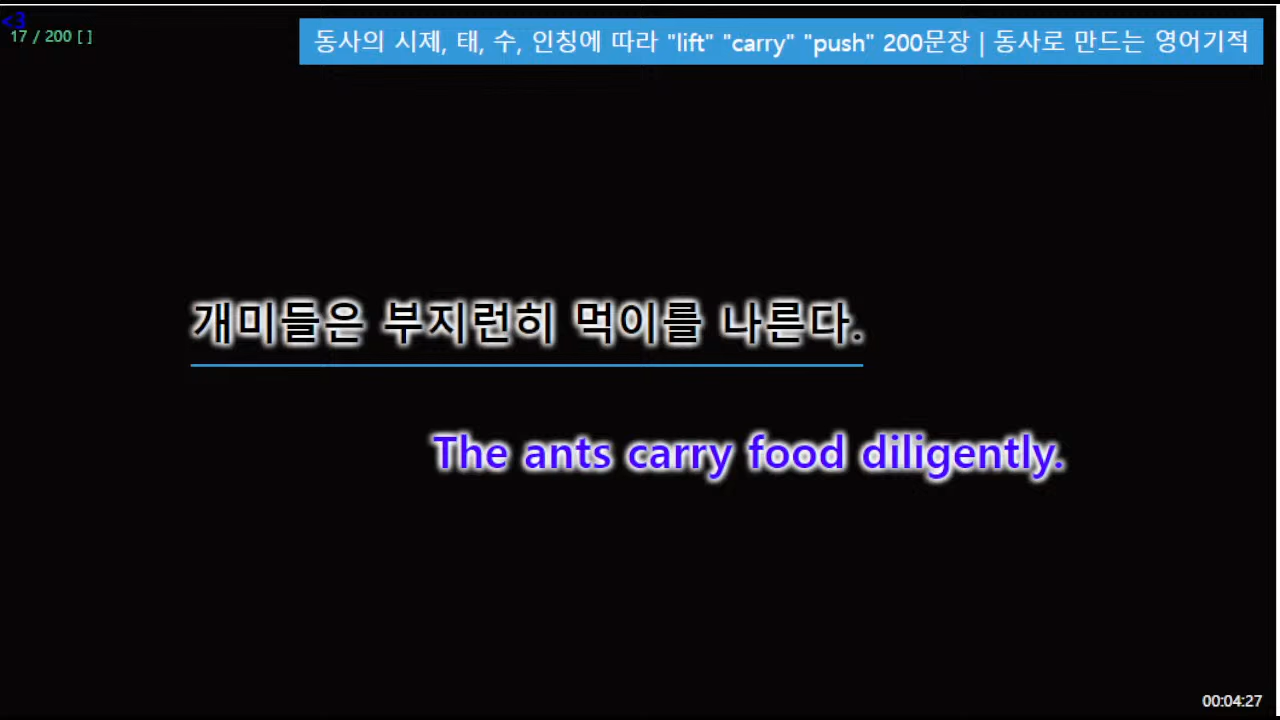 <3
17 / 200 [ ]
동사의 시제, 태, 수, 인칭에 따라 "lift" "carry" "push" 200문장 | 동사로 만드는 영어기적
개미들은 부지런히 먹이를 나른다.
The ants carry food diligently.
00:04:27